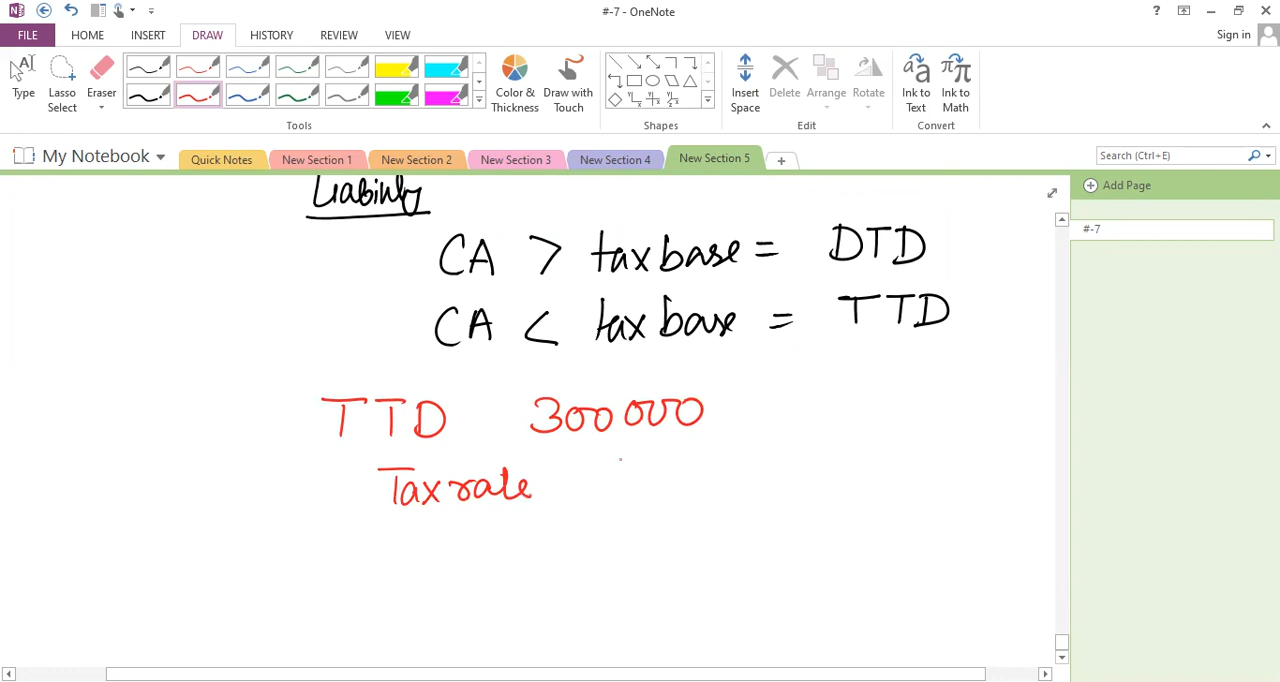 #-7 - OneNote
FILE HOME INSERT DRAW HISTORY REVIEW VIEW Sign in
Type Lasso Select Eraser Color & Thickness Draw with Touch Insert Space Delete Arrange Rotate Ink to Text Ink to Math
Tools Shapes Edit Convert
My Notebook Quick Notes New Section 1 New Section 2 New Section 3 New Section 4 New Section 5 Search (Ctrl+E)
Add Page
#-7
Liability
CA > tax base = DTD
CA < tax base = TTD
TTD 300000
Tax rate